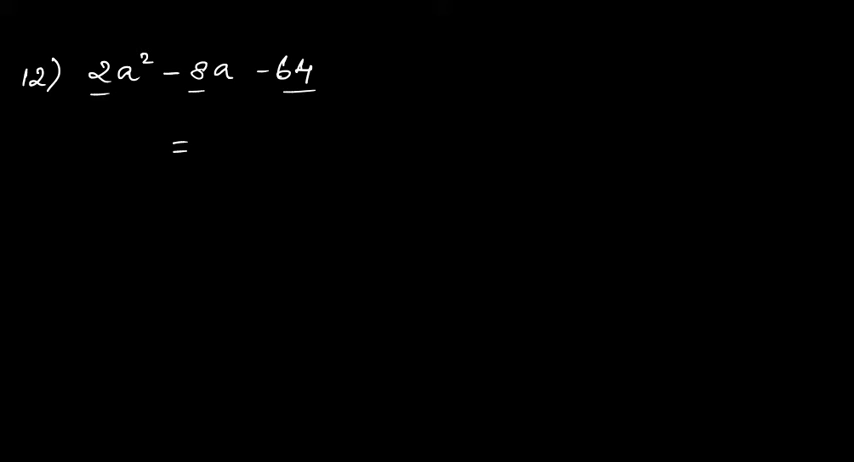 12) 2a² - 8a - 64
=